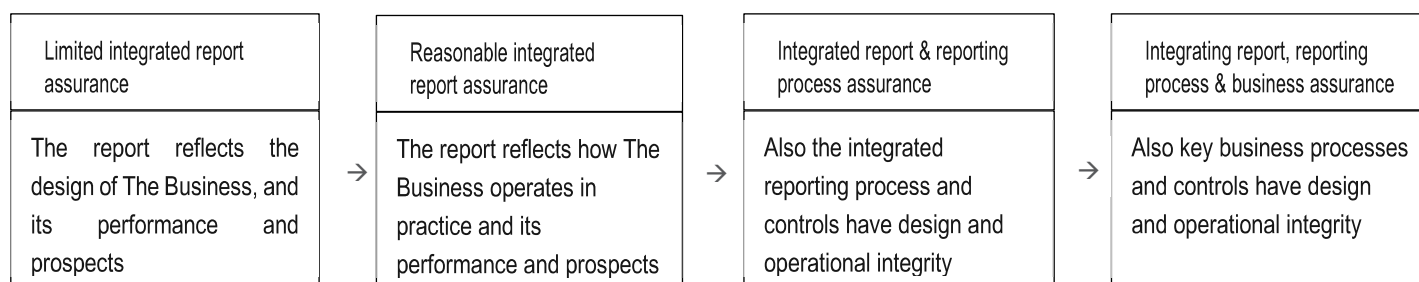 Limited integrated report
assurance
The report reflects the
design of The Business, and
its performance and
prospects
→
Reasonable integrated
report assurance
The report reflects how The
Business operates in
practice and its
performance and prospects
→
Integrated report & reporting
process assurance
Also the integrated
reporting process and
controls have design and
operational integrity
→
Integrating report, reporting
process & business assurance
Also key business processes
and controls have design
and operational integrity